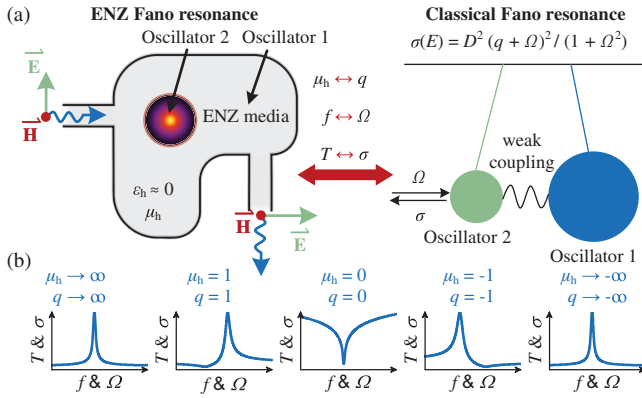 (a)
ENZ Fano resonance
Classical Fano resonance
Oscillator 2
Oscillator 1
σ(E) = D² (q + Ω)² / (1 + Ω²)
E
H
ENZ media
εh ≈ 0
μh
H
E
μh ↔ q
f ↔ Ω
T ↔ σ
weak
coupling
Ω
σ
Oscillator 2
Oscillator 1
(b)
μh → ∞
q → ∞
T & σ
f & Ω
μh = 1
q = 1
T & σ
f & Ω
μh = 0
q = 0
T & σ
f & Ω
μh = -1
q = -1
T & σ
f & Ω
μh → -∞
q → -∞
T & σ
f & Ω